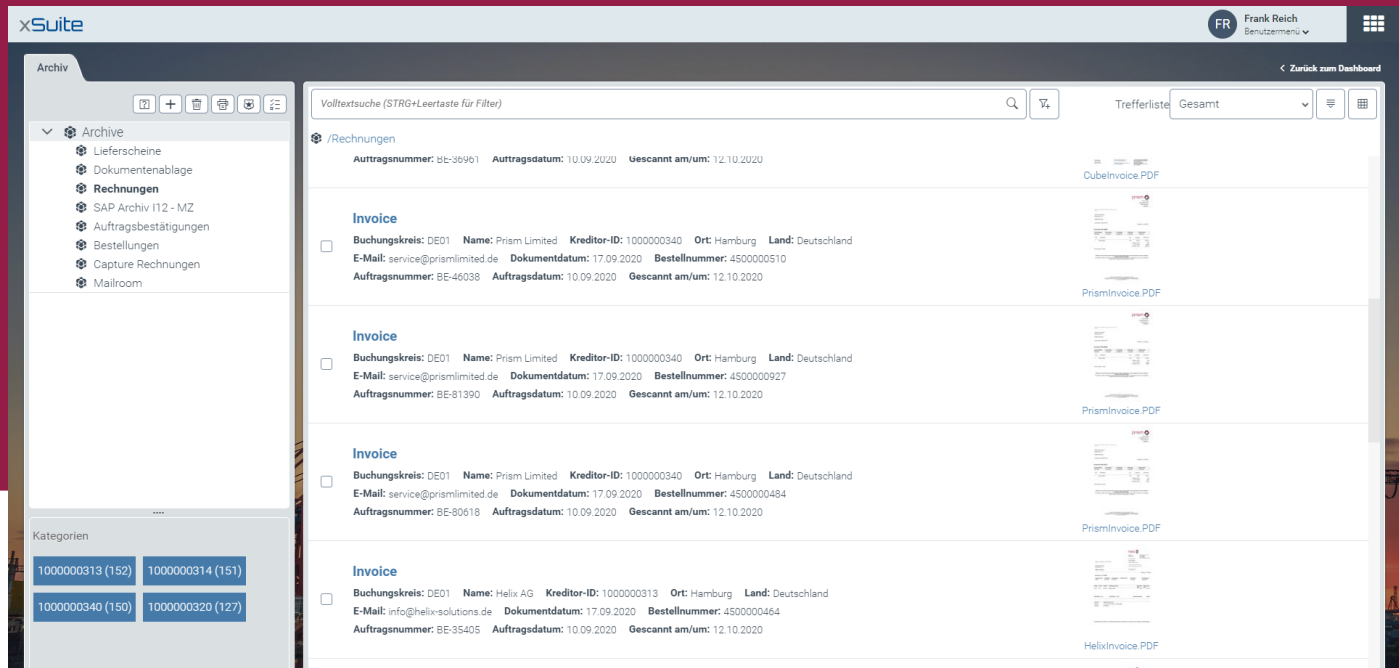 xSuite
FR Frank Reich
Benutzermenü
Archiv
Zurück zum Dashboard
Volltextsuche (STRG+Leertaste für Filter)
Trefferliste Gesamt
Archive
Lieferscheine
Dokumentenablage
Rechnungen
SAP Archiv I12 - MZ
Auftragsbestätigungen
Bestellungen
Capture Rechnungen
Mailroom
Kategorien
1000000313 (152) 1000000314 (151)
1000000340 (150) 1000000320 (127)
/Rechnungen
Auftragsnummer: BE-36961 Auftragsdatum: 10.09.2020 Gescannt am/um: 12.10.2020
CubeInvoice.PDF
Invoice
Buchungskreis: DE01 Name: Prism Limited Kreditor-ID: 1000000340 Ort: Hamburg Land: Deutschland
E-Mail: service@prismlimited.de Dokumentdatum: 17.09.2020 Bestellnummer: 4500000510
Auftragsnummer: BE-46038 Auftragsdatum: 10.09.2020 Gescannt am/um: 12.10.2020
PrismInvoice.PDF
Invoice
Buchungskreis: DE01 Name: Prism Limited Kreditor-ID: 1000000340 Ort: Hamburg Land: Deutschland
E-Mail: service@prismlimited.de Dokumentdatum: 17.09.2020 Bestellnummer: 4500000927
Auftragsnummer: BE-81390 Auftragsdatum: 10.09.2020 Gescannt am/um: 12.10.2020
PrismInvoice.PDF
Invoice
Buchungskreis: DE01 Name: Prism Limited Kreditor-ID: 1000000340 Ort: Hamburg Land: Deutschland
E-Mail: service@prismlimited.de Dokumentdatum: 17.09.2020 Bestellnummer: 4500000484
Auftragsnummer: BE-80618 Auftragsdatum: 10.09.2020 Gescannt am/um: 12.10.2020
PrismInvoice.PDF
Invoice
Buchungskreis: DE01 Name: Helix AG Kreditor-ID: 1000000313 Ort: Hamburg Land: Deutschland
E-Mail: info@helix-solutions.de Dokumentdatum: 17.09.2020 Bestellnummer: 4500000464
Auftragsnummer: BE-35405 Auftragsdatum: 10.09.2020 Gescannt am/um: 12.10.2020
HelixInvoice.PDF